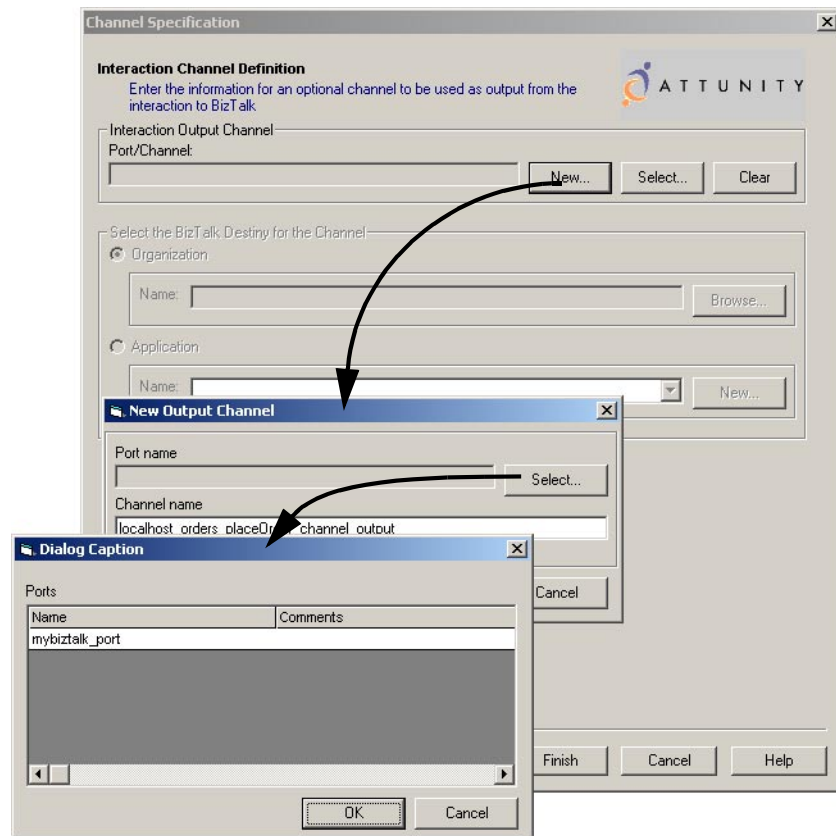 Channel Specification
Interaction Channel Definition
Enter the information for an optional channel to be used as output from the
interaction to BizTalk
ATTUNITY
Interaction Output Channel
Port/Channel:
New...
Select...
Clear
Select the BizTalk Destiny for the Channel
Organization
Name:
Browse...
Application
Name:
New...
New Output Channel
Port name
Select...
Channel name
localhost_orders_placeOrder_channel_output
Cancel
Dialog Caption
Ports
Name Comments
mybiztalk_port
OK Cancel
Finish Cancel Help